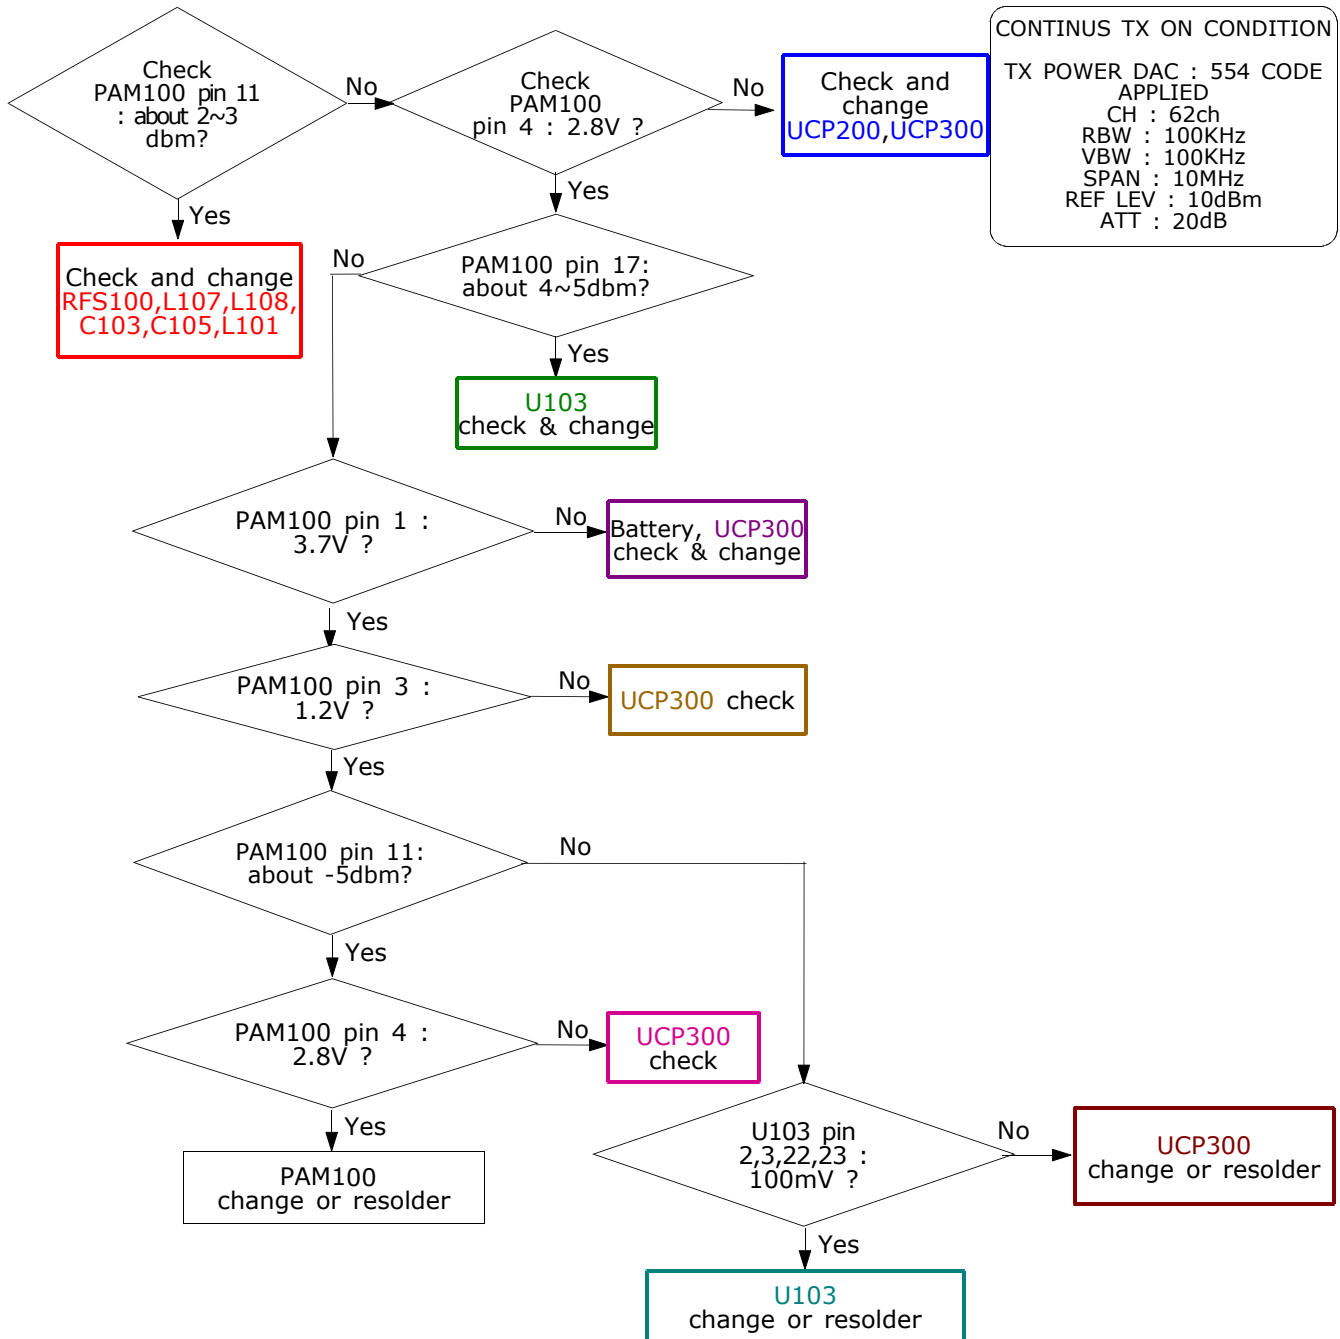 Check
PAM100 pin 11
: about 2~3
dbm?
No
Check
PAM100
pin 4 : 2.8V ?
No
Check and
change
UCP200,UCP300
CONTINUS TX ON CONDITION
TX POWER DAC : 554 CODE
APPLIED
CH : 62ch
RBW : 100KHz
VBW : 100KHz
SPAN : 10MHz
REF LEV : 10dBm
ATT : 20dB
Yes
Yes
Check and change
RFS100,L107,L108,
C103,C105,L101
No
PAM100 pin 17:
about 4~5dbm?
Yes
U103
check & change
PAM100 pin 1 :
3.7V ?
No
Battery, UCP300
check & change
Yes
PAM100 pin 3 :
1.2V ?
No
UCP300 check
Yes
PAM100 pin 11:
about -5dbm?
No
Yes
PAM100 pin 4 :
2.8V ?
No
UCP300
check
Yes
PAM100
change or resolder
U103 pin
2,3,22,23 :
100mV ?
No
UCP300
change or resolder
Yes
U103
change or resolder